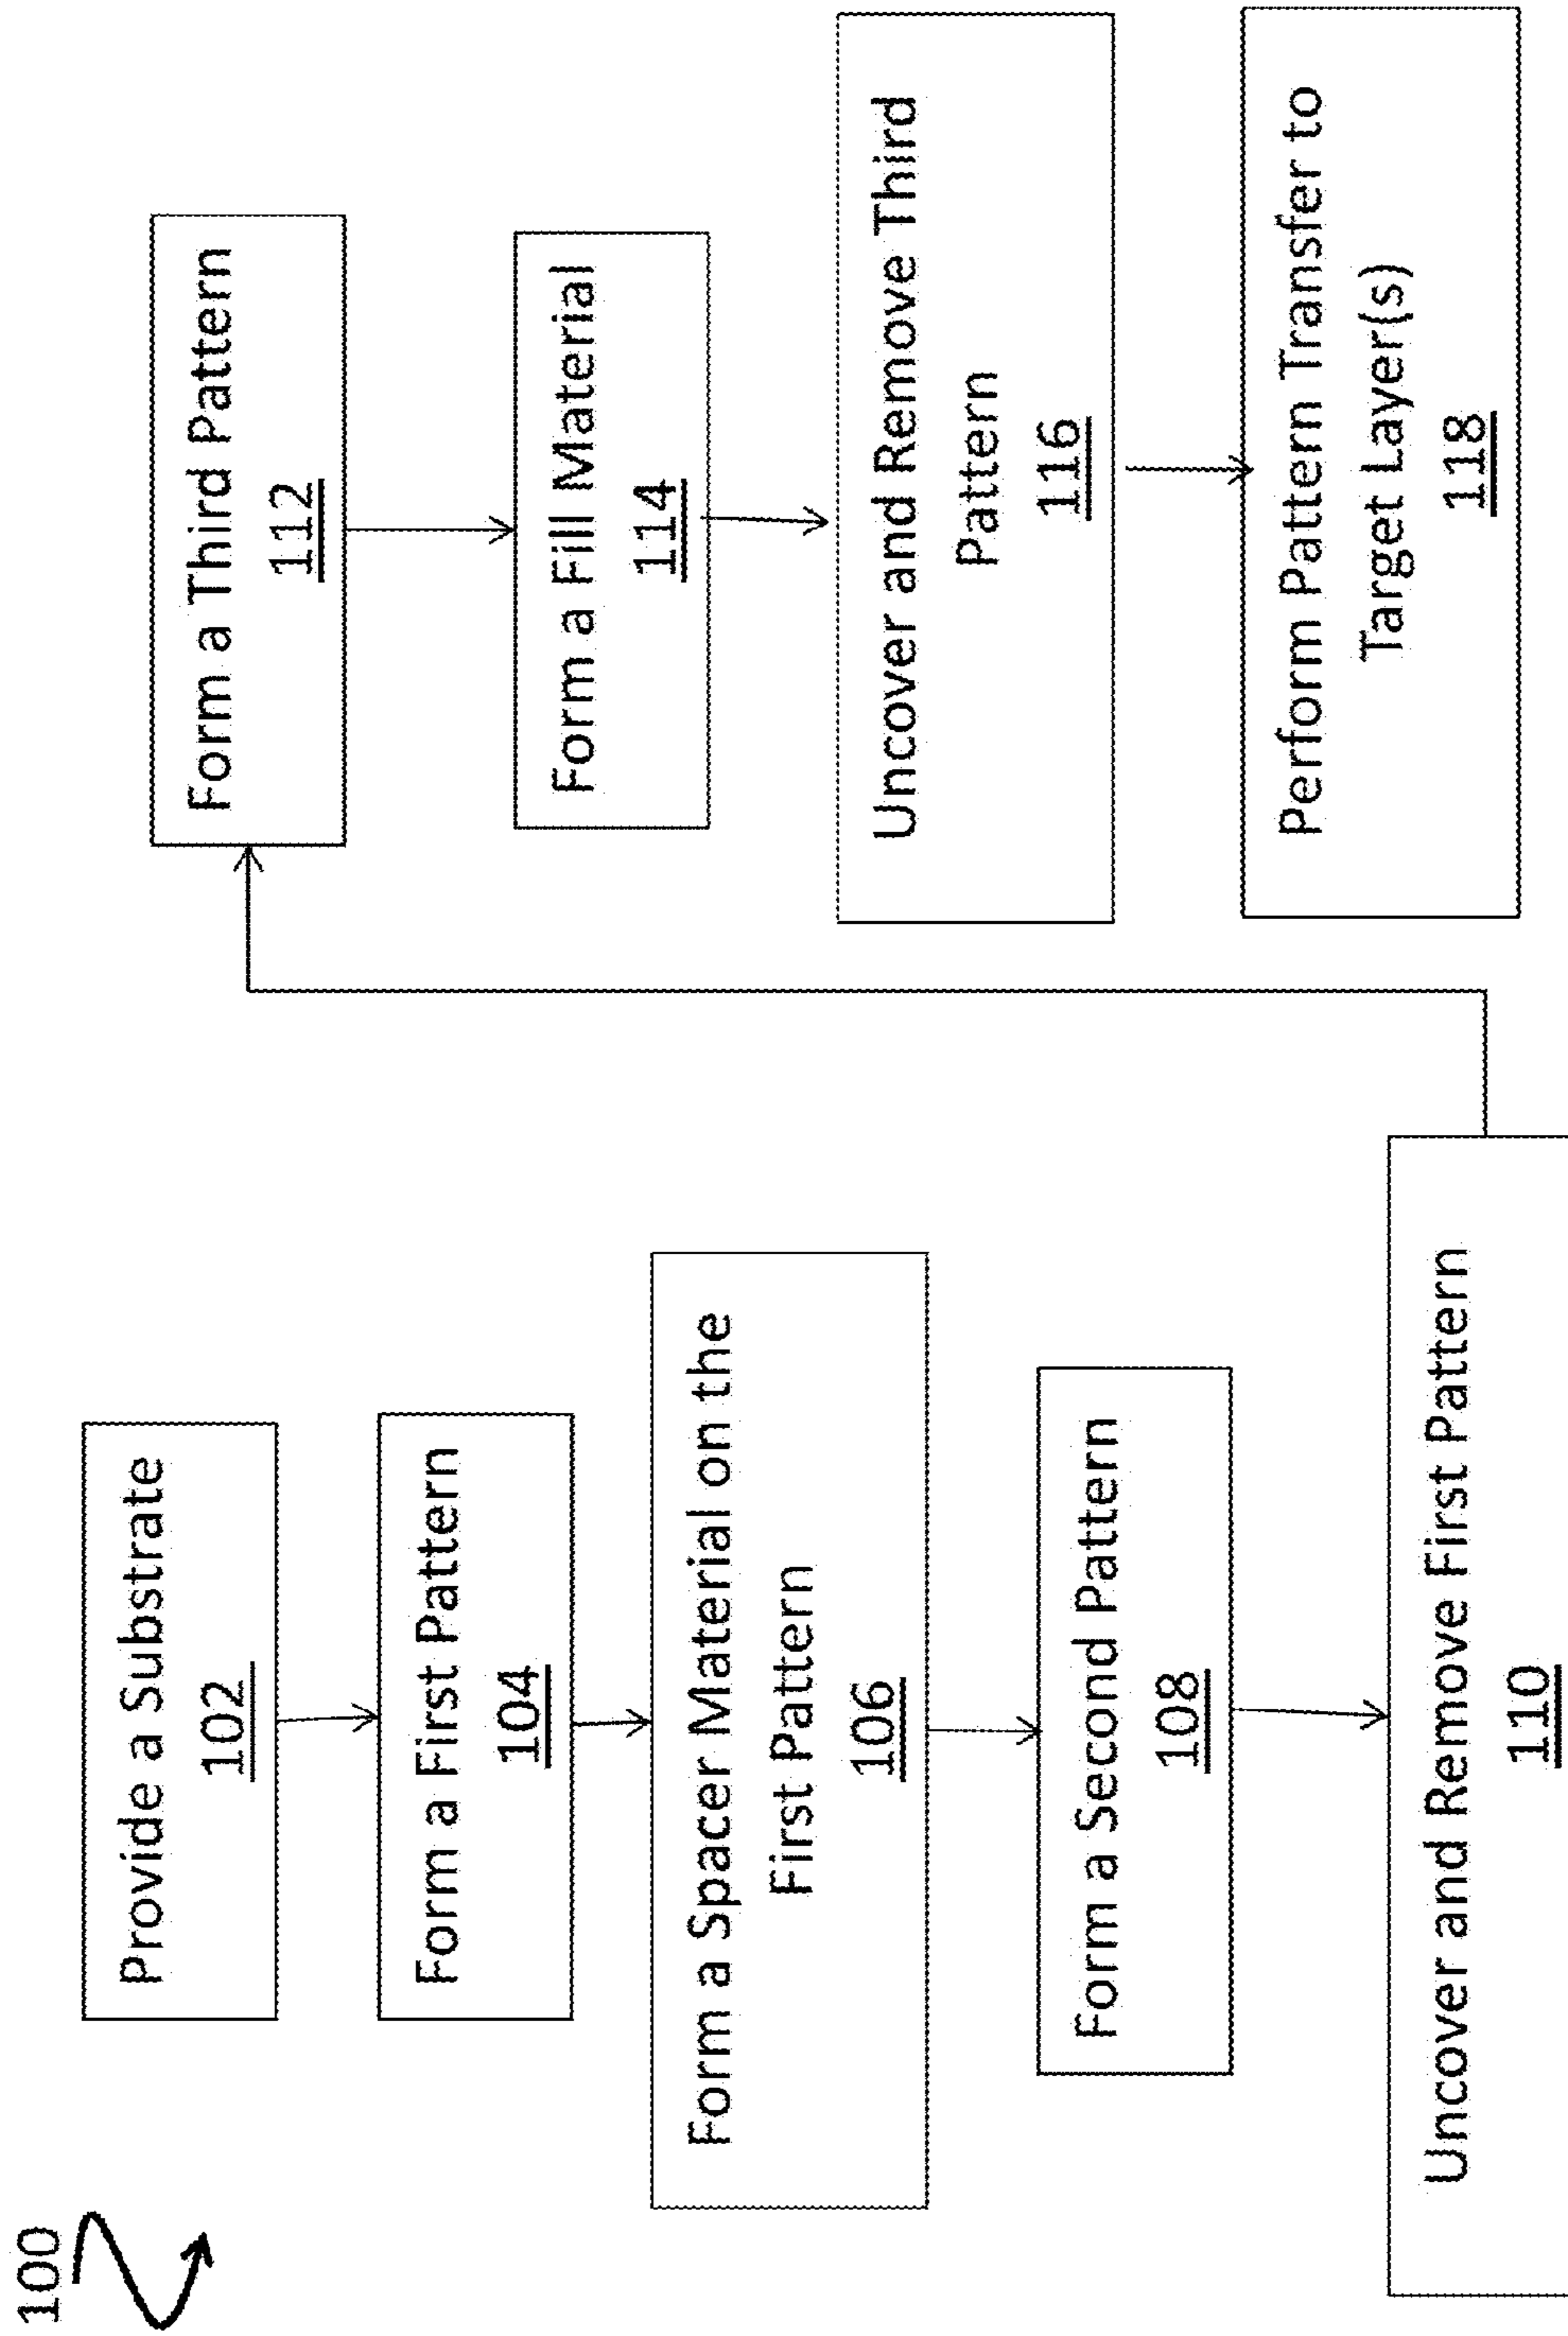 100
Provide a Substrate
102
Form a First Pattern
104
Form a Spacer Material on the
First Pattern
106
Form a Second Pattern
108
Uncover and Remove First Pattern
110
Form a Third Pattern
112
Form a Fill Material
114
Uncover and Remove Third
Pattern
116
Perform Pattern Transfer to
Target Layer(s)
118